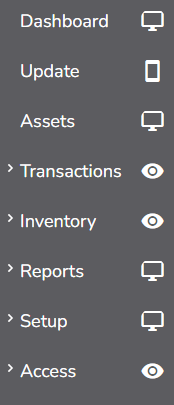 Dashboard
Update
Assets
Transactions
Inventory
Reports
Setup
Access